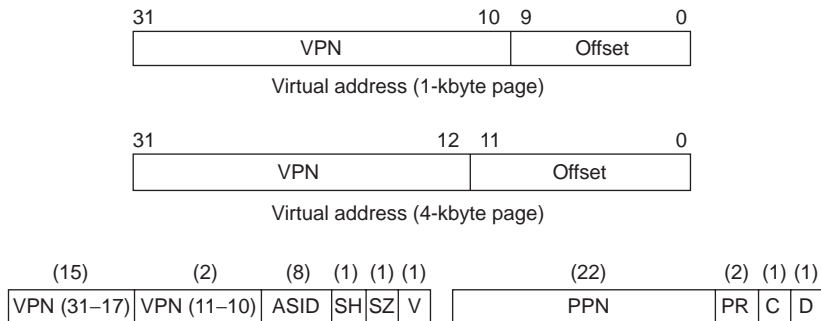 31 10 9 0
VPN Offset
Virtual address (1-kbyte page)
31 12 11 0
VPN Offset
Virtual address (4-kbyte page)
(15) (2) (8) (1) (1) (1) (22) (2) (1) (1)
VPN (31–17) VPN (11–10) ASID SH SZ V PPN PR C D